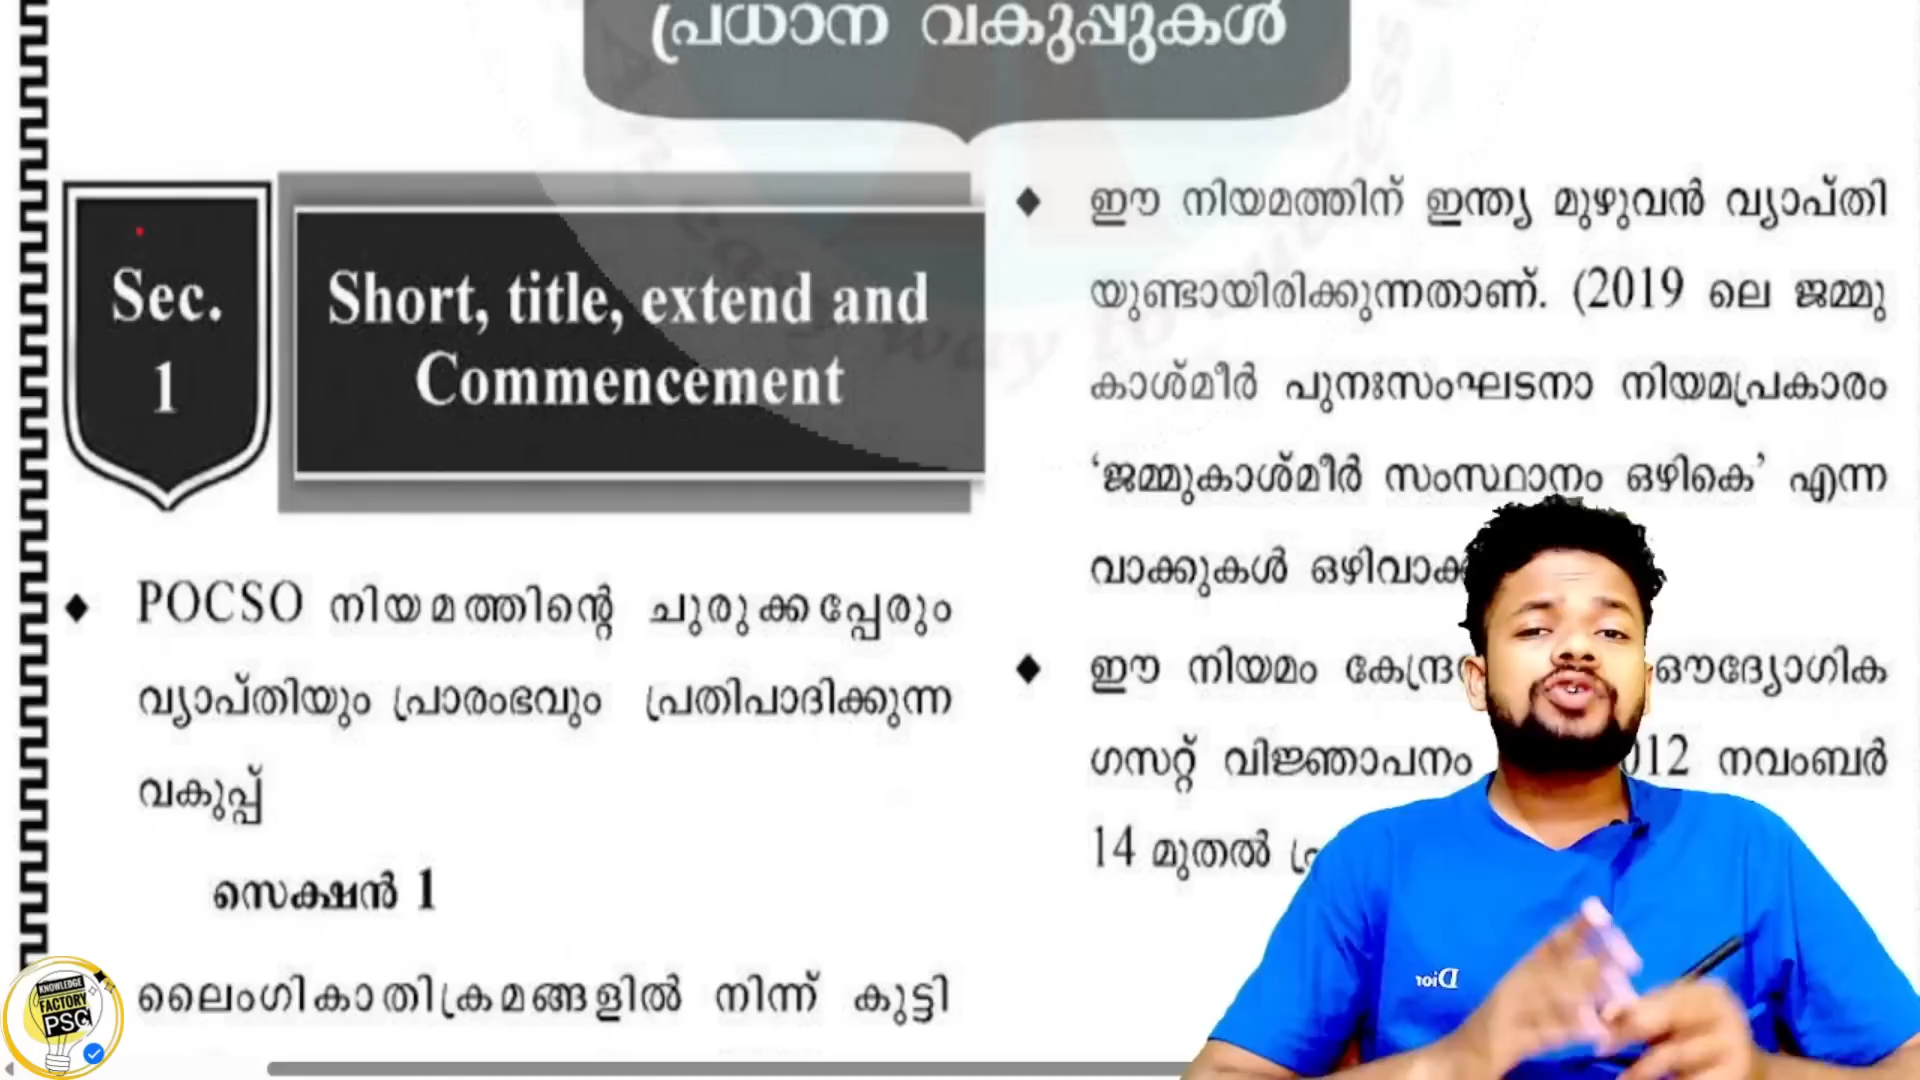 പ്രധാന വകുപ്പുകൾ
Sec.
1
Short, title, extend and
Commencement
POCSO നിയമത്തിന്റെ ചുരുക്കപ്പേരും
വ്യാപ്തിയും പ്രാരംഭവും പ്രതിപാദിക്കുന്ന
വകുപ്പ്
സെക്ഷൻ 1
ലൈംഗികാതിക്രമങ്ങളിൽ നിന്ന് കുട്ടി
ഈ നിയമത്തിന് ഇന്ത്യ മുഴുവൻ വ്യാപ്തി
യുണ്ടായിരിക്കുന്നതാണ്. (2019 ലെ ജമ്മു
കാശ്മീർ പുനഃസംഘടനാ നിയമപ്രകാരം
‘ജമ്മുകാശ്മീർ സംസ്ഥാനം ഒഴികെ’ എന്ന
വാക്കുകൾ
ഈ നിയമം ഔദ്യോഗിക
ഗസറ്റ് വിജ്ഞാപനം നവംബർ
14 മുതൽ
Dior
KNOWLEDGE
FACTORY
PSC